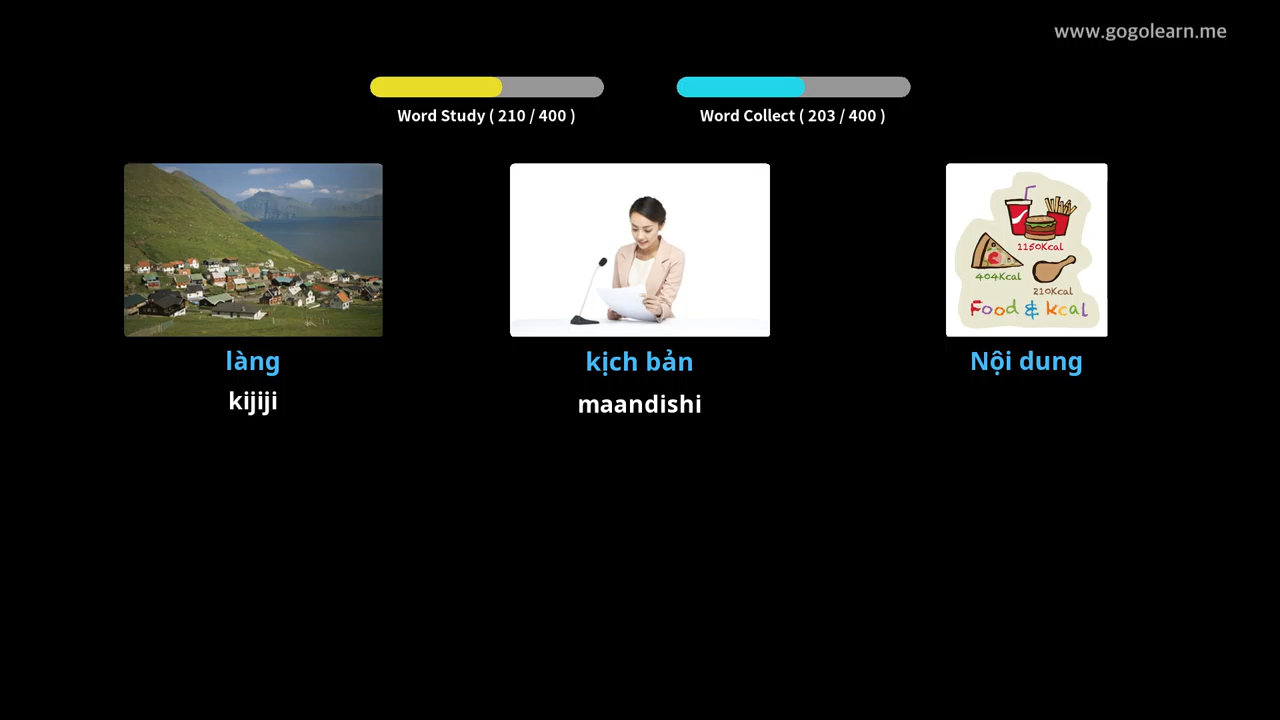 www.gogolearn.me
Word Study ( 210 / 400 )
Word Collect ( 203 / 400 )
1150Kcal
404Kcal
210Kcal
Food & kcal
làng
kịch bản
Nội dung
kijiji
maandishi